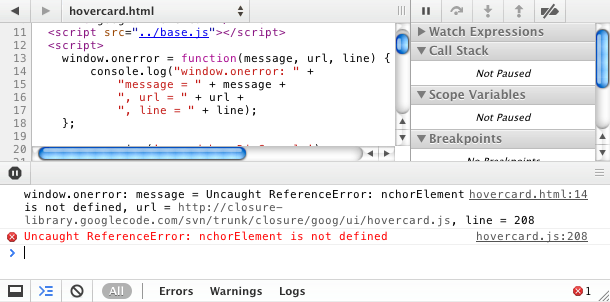 hovercard.html
11 <script src="../base.js"></script>
12 <script>
13 window.onerror = function(message, url, line) {
14 console.log("window.onerror: " +
15 "message = " + message +
16 ", url = " + url +
17 ", line = " + line);
18 };
19
20
Watch Expressions
Call Stack
Not Paused
Scope Variables
Not Paused
Breakpoints
No Breakpoints
window.onerror: message = Uncaught ReferenceError: nchorElement hovercard.html:14
is not defined, url = http://closure-
library.googlecode.com/svn/trunk/closure/goog/ui/hovercard.js, line = 208
Uncaught ReferenceError: nchorElement is not defined hovercard.js:208
>
All Errors Warnings Logs 1